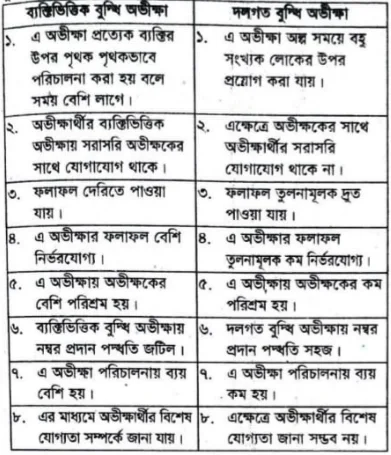 ব্যক্তিভিত্তিক বুদ্ধি অভীক্ষা
দলগত বুদ্ধি অভীক্ষা
১. এ অভীক্ষা প্রত্যেক ব্যক্তির
উপর পৃথক পৃথকভাবে
পরিচালনা করা হয় বলে
সময় বেশি লাগে।
১. এ অভীক্ষা অল্প সময়ে বহু
সংখ্যক লোকের উপর
প্রয়োগ করা যায়।
২. অভীক্ষার্থীর ব্যক্তিভিত্তিক
অভীক্ষায় সরাসরি অভীক্ষকের
সাথে যোগাযোগ থাকে।
২. এক্ষেত্রে অভীক্ষকের সাথে
অভীক্ষার্থীর সরাসরি
যোগাযোগ থাকে না।
৩. ফলাফল দেরিতে পাওয়া
যায়।
৩. ফলাফল তুলনামূলক দ্রুত
পাওয়া যায়।
৪. এ অভীক্ষার ফলাফল বেশি
নির্ভরযোগ্য।
৪. এ অভীক্ষার ফলাফল
তুলনামূলক কম নির্ভরযোগ্য।
৫. এ অভীক্ষায় অভীক্ষকের
বেশি পরিশ্রম হয়।
৫. এ অভীক্ষায় অভীক্ষকের কম
পরিশ্রম হয়।
৬. ব্যক্তিভিত্তিক বুদ্ধি অভীক্ষায়
নম্বর প্রদান পদ্ধতি জটিল।
৬. দলগত বুদ্ধি অভীক্ষায় নম্বর
প্রদান পদ্ধতি সহজ।
৭. এ অভীক্ষা পরিচালনায় ব্যয়
বেশি হয়।
৭. এ অভীক্ষা পরিচালনায় ব্যয়
কম হয়।
৮. এর মাধ্যমে অভীক্ষার্থীর বিশেষ
যোগ্যতা সম্পর্কে জানা যায়।
৮. এক্ষেত্রে অভীক্ষার্থীর বিশেষ
যোগ্যতা জানা সম্ভব নয়।